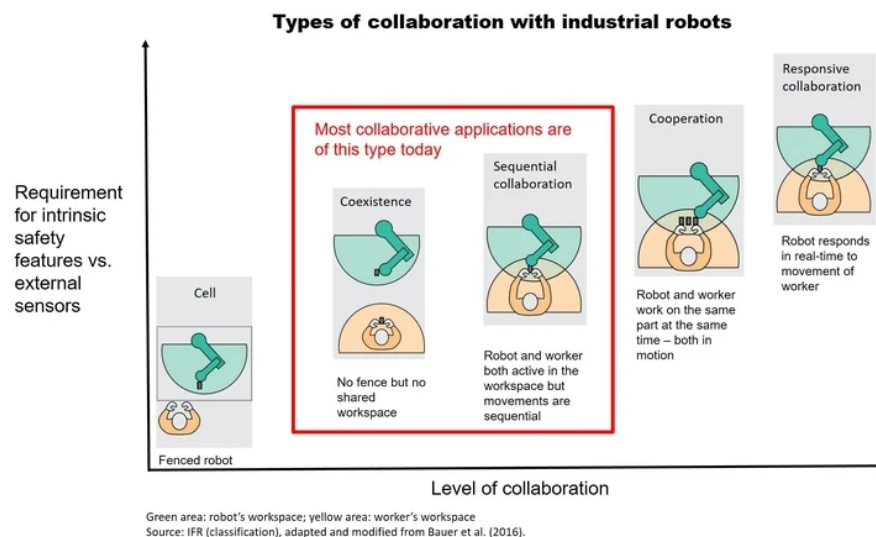 Types of collaboration with industrial robots
Requirement
for intrinsic
safety
features vs.
external
sensors
Cell
Fenced robot
Most collaborative applications are
of this type today
Coexistence
No fence but no
shared
workspace
Sequential
collaboration
Robot and worker
both active in the
workspace but
movements are
sequential
Cooperation
Robot and worker
work on the same
part at the same
time – both in
motion
Responsive
collaboration
Robot responds
in real-time to
movement of
worker
Level of collaboration
Green area: robot's workspace; yellow area: worker's workspace
Source: IFR (classification), adapted and modified from Bauer et al. (2016).